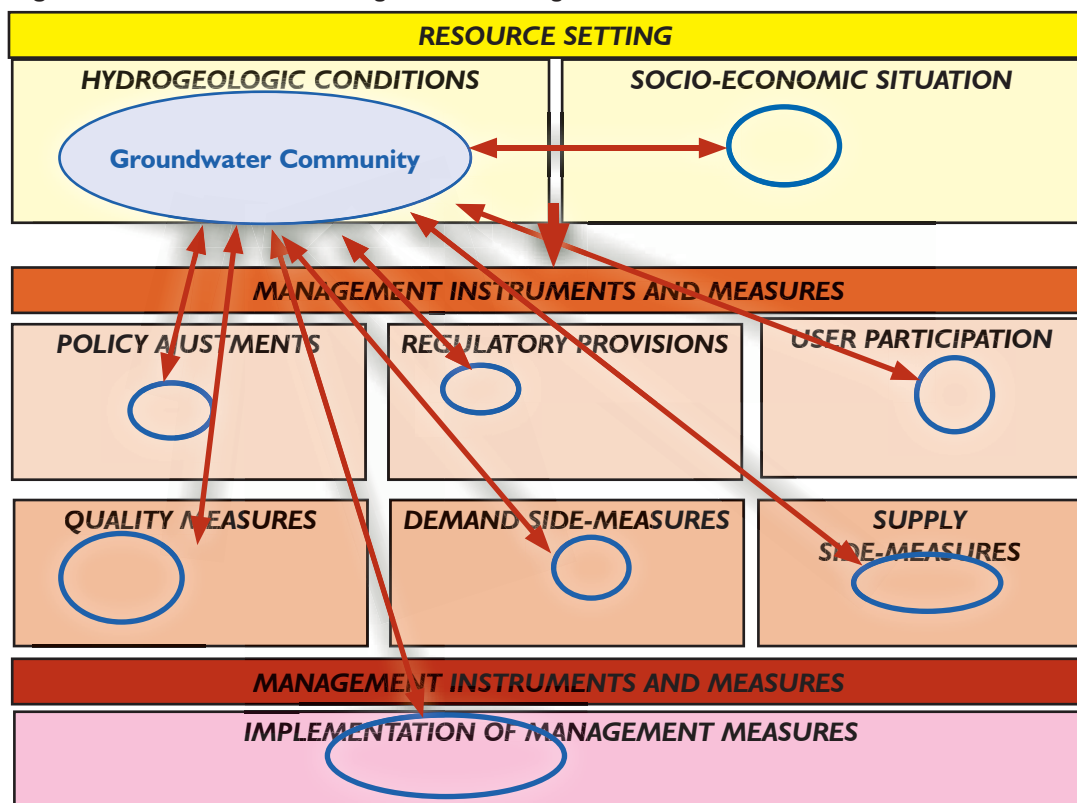 RESOURCE SETTING
HYDROGEOLOGIC CONDITIONS
SOCIO-ECONOMIC SITUATION
Groundwater Community
MANAGEMENT INSTRUMENTS AND MEASURES
POLICY
REGULATORY PROVISIONS
USER PARTICIPATION
QUALITY MEASURES
DEMAND SIDE-MEASURES
SUPPLY
SIDE-MEASURES
MANAGEMENT INSTRUMENTS AND MEASURES
IMPLEMENTATION OF MANAGEMENT MEASURES